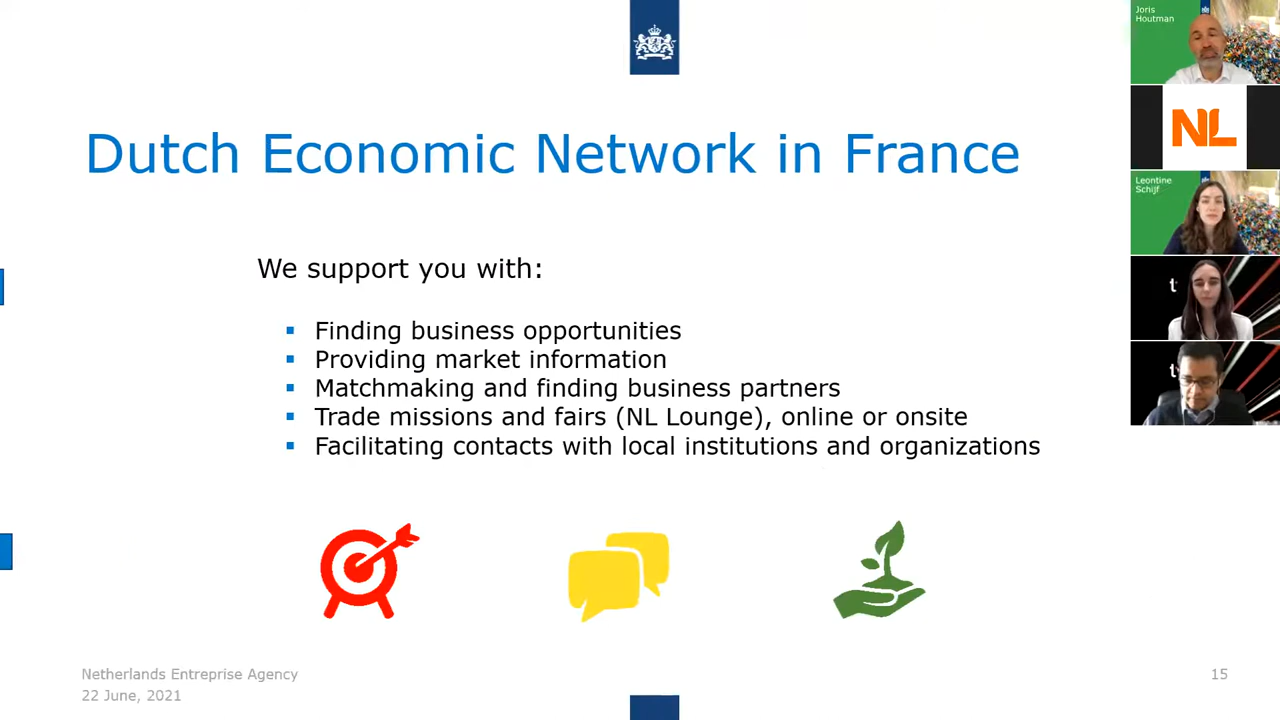 Dutch Economic Network in France
We support you with:
Finding business opportunities
Providing market information
Matchmaking and finding business partners
Trade missions and fairs (NL Lounge), online or onsite
Facilitating contacts with local institutions and organizations
Netherlands Entreprise Agency
22 June, 2021
15
Joris
Houtman
NL
Leontine
Schijf